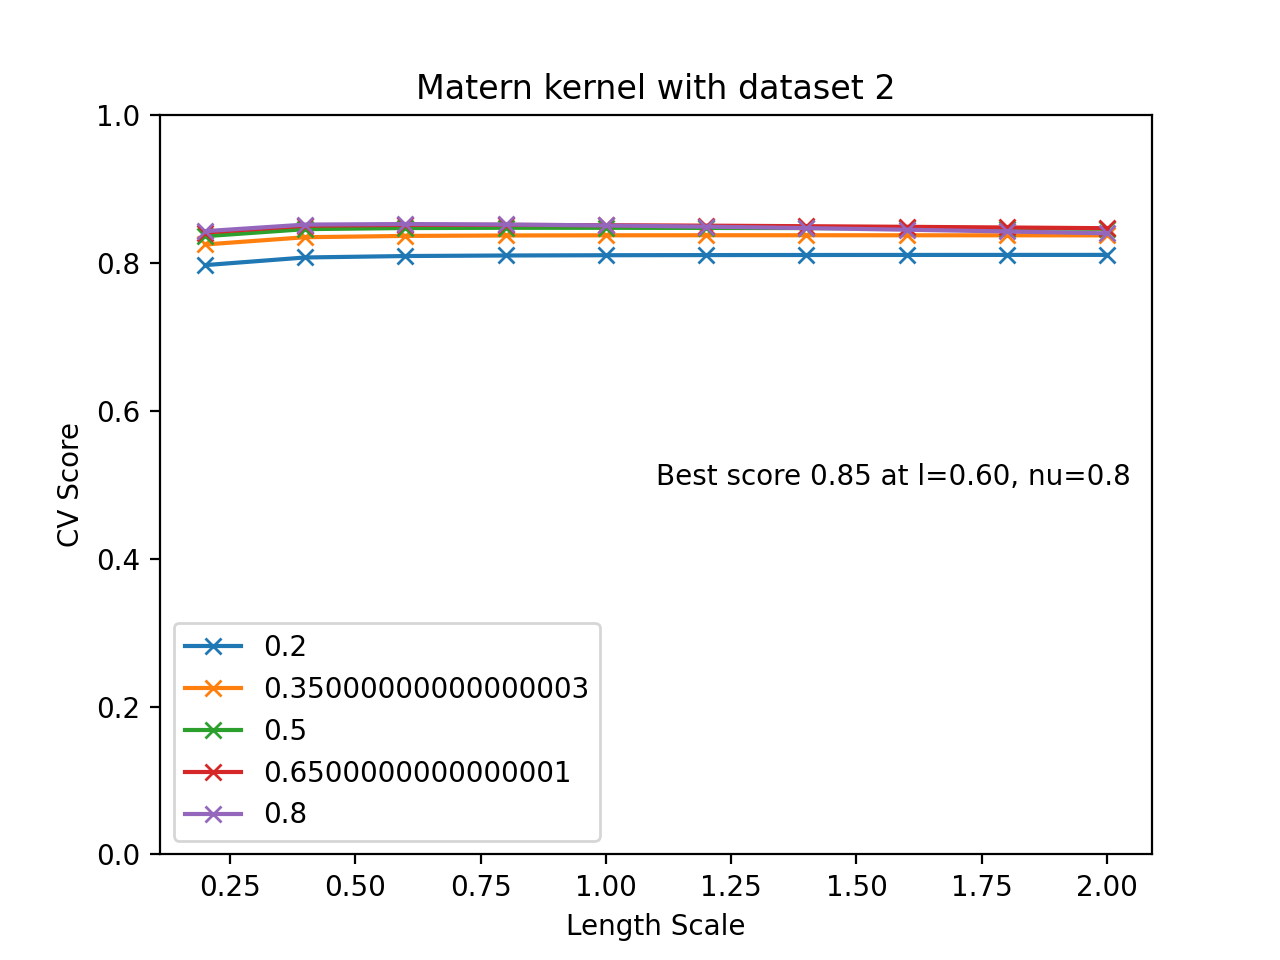 Matern kernel with dataset 2
1.0
0.8
0.6
0.4
0.2
0.0
CV Score
Best score 0.85 at l=0.60, nu=0.8
0.2
0.35000000000000003
0.5
0.6500000000000001
0.8
0.25 0.50 0.75 1.00 1.25 1.50 1.75 2.00
Length Scale